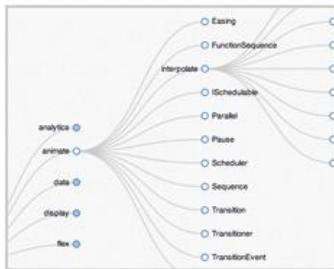 Easing
FunctionSequence
interpolate
ISchedulable
Parallel
analytics
animate
Pause
Scheduler
data
Sequence
display
Transition
Transitioner
flex
TransitionEvent